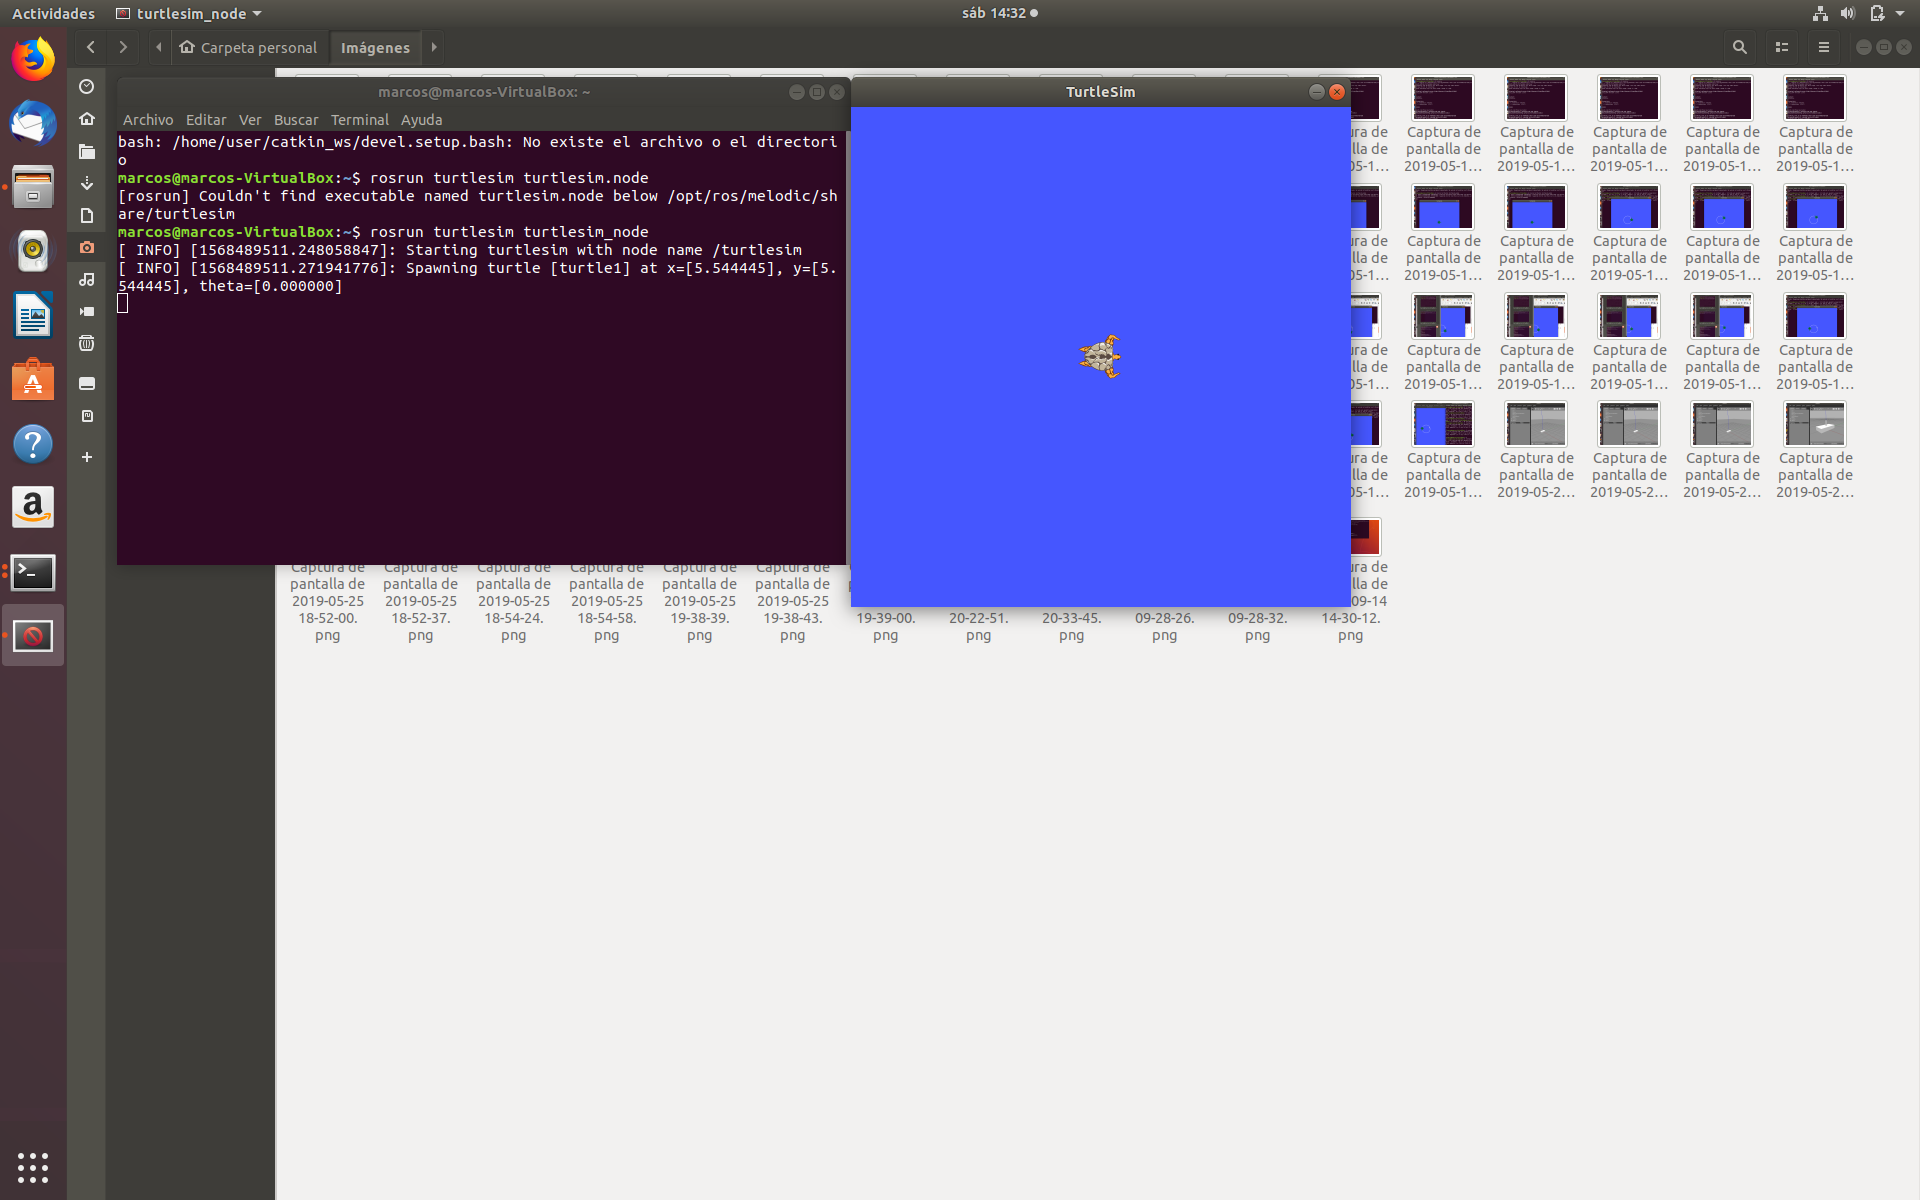 Actividades
turtlesim_node
sáb 14:32
Carpeta personal
Imágenes
marcos@marcos-VirtualBox: ~
Archivo Editar Ver Buscar Terminal Ayuda
bash: /home/user/catkin_ws/devel.setup.bash: No existe el archivo o el directori
o
marcos@marcos-VirtualBox:~$ rosrun turtlesim turtlesim.node
[rosrun] Couldn't find executable named turtlesim.node below /opt/ros/melodic/sh
are/turtlesim
marcos@marcos-VirtualBox:~$ rosrun turtlesim turtlesim_node
[ INFO] [1568489511.248058847]: Starting turtlesim with node name /turtlesim
[ INFO] [1568489511.271941776]: Spawning turtle [turtle1] at x=[5.544445], y=[5.
544445], theta=[0.000000]
TurtleSim
ura de Captura de Captura de Captura de Captura de Captura de
lla de pantalla de pantalla de pantalla de pantalla de pantalla de
05-1... 2019-05-1... 2019-05-1... 2019-05-1... 2019-05-1... 2019-05-1...
ura de Captura de Captura de Captura de Captura de Captura de
lla de pantalla de pantalla de pantalla de pantalla de pantalla de
05-1... 2019-05-1... 2019-05-1... 2019-05-1... 2019-05-1... 2019-05-1...
ura de Captura de Captura de Captura de Captura de Captura de
lla de pantalla de pantalla de pantalla de pantalla de pantalla de
05-1... 2019-05-1... 2019-05-1... 2019-05-1... 2019-05-1... 2019-05-1...
ura de Captura de Captura de Captura de Captura de Captura de
lla de pantalla de pantalla de pantalla de pantalla de pantalla de
05-1... 2019-05-1... 2019-05-2... 2019-05-2... 2019-05-2... 2019-05-2...
Captura de Captura de Captura de Captura de Captura de Captura de ura de
pantalla de pantalla de pantalla de pantalla de pantalla de pantalla de lla de
2019-05-25 2019-05-25 2019-05-25 2019-05-25 2019-05-25 2019-05-25 09-14
18-52-00. 18-52-37. 18-54-24. 18-54-58. 19-38-39. 19-38-43. 19-39-00. 20-22-51. 20-33-45. 09-28-26. 09-28-32. 14-30-12.
png png png png png png png png png png png png